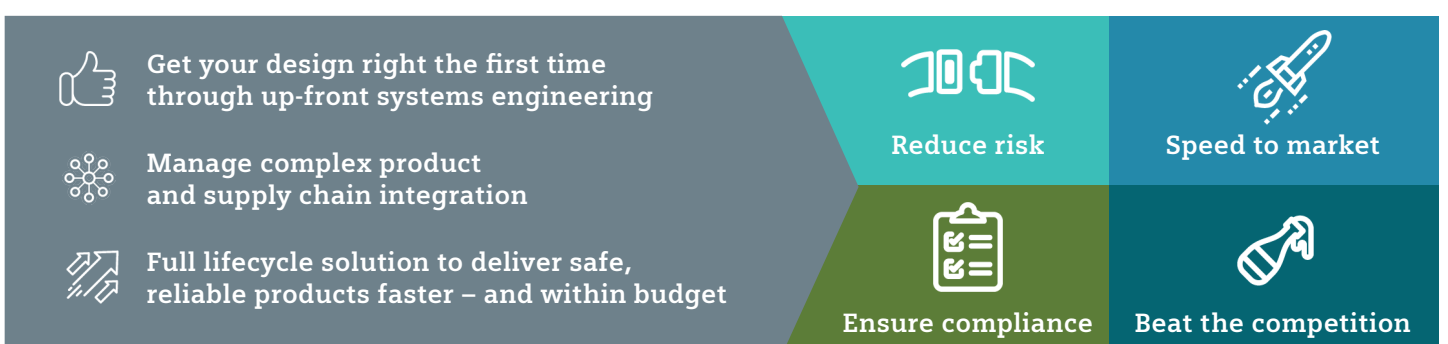 Get your design right the first time
through up-front systems engineering
Manage complex product
and supply chain integration
Full lifecycle solution to deliver safe,
reliable products faster – and within budget
Reduce risk
Speed to market
Ensure compliance
Beat the competition